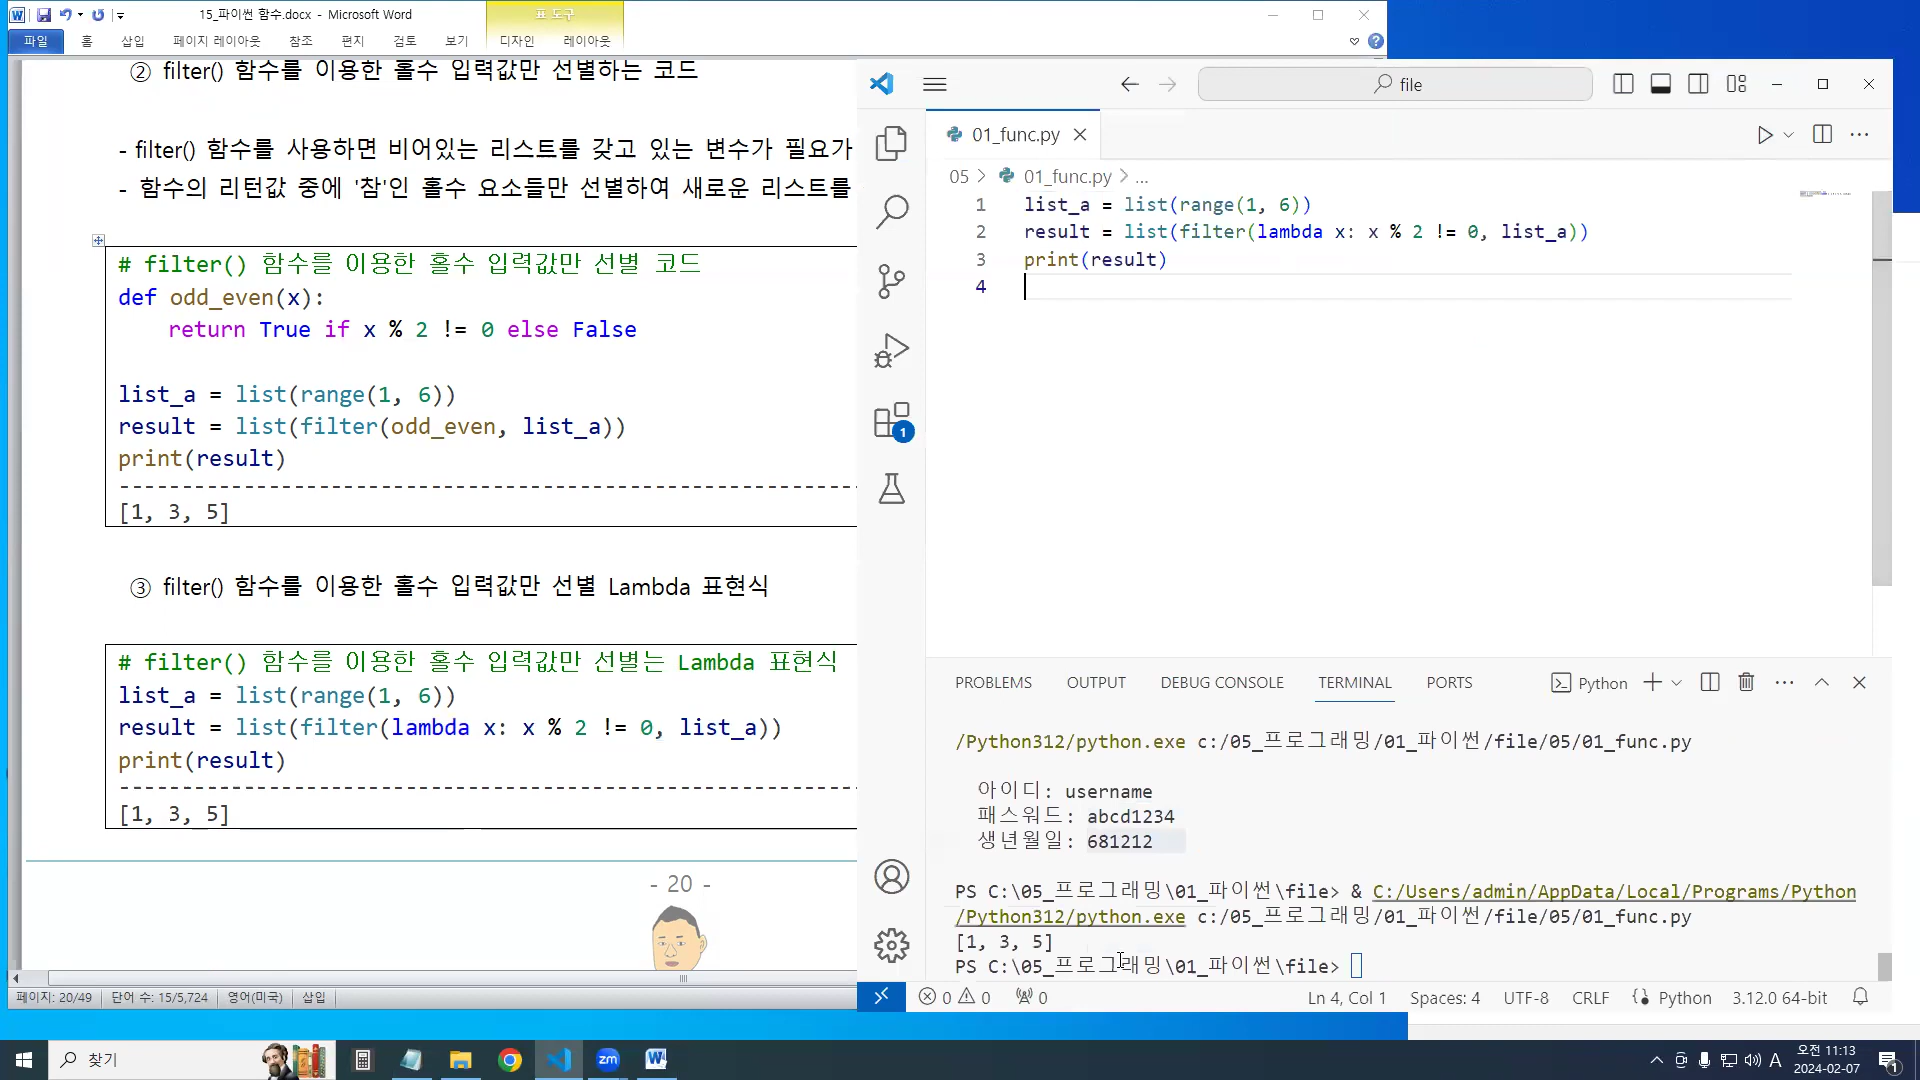 15_파이썬 함수.docx - Microsoft Word
표 도구
파일 홈 삽입 페이지 레이아웃 참조 편지 검토 보기 디자인 레이아웃
② filter() 함수를 이용한 홀수 입력값만 선별하는 코드
- filter() 함수를 사용하면 비어있는 리스트를 갖고 있는 변수가 필요가
- 함수의 리턴값 중에 '참'인 홀수 요소들만 선별하여 새로운 리스트를
# filter() 함수를 이용한 홀수 입력값만 선별 코드
def odd_even(x):
return True if x % 2 != 0 else False
list_a = list(range(1, 6))
result = list(filter(odd_even, list_a))
print(result)
--------------------------------------------------------
[1, 3, 5]
③ filter() 함수를 이용한 홀수 입력값만 선별 Lambda 표현식
# filter() 함수를 이용한 홀수 입력값만 선별는 Lambda 표현식
list_a = list(range(1, 6))
result = list(filter(lambda x: x % 2 != 0, list_a))
print(result)
--------------------------------------------------------
[1, 3, 5]
- 20 -
페이지: 20/49 단어 수: 15/5,724 영어(미국) 삽입
file
01_func.py
05 > 01_func.py > ...
1 list_a = list(range(1, 6))
2 result = list(filter(lambda x: x % 2 != 0, list_a))
3 print(result)
4
1
PROBLEMS OUTPUT DEBUG CONSOLE TERMINAL PORTS Python
/Python312/python.exe c:/05_프로그래밍/01_파이썬/file/05/01_func.py
아이디: username
패스워드: abcd1234
생년월일: 681212
PS C:\05_프로그래밍\01_파이썬\file> & C:/Users/admin/AppData/Local/Programs/Python
/Python312/python.exe c:/05_프로그래밍/01_파이썬/file/05/01_func.py
[1, 3, 5]
PS C:\05_프로그래밍\01_파이썬\file>
0 0 0 Ln 4, Col 1 Spaces: 4 UTF-8 CRLF Python 3.12.0 64-bit
찾기 zm A 오전 11:13
2024-02-07
1